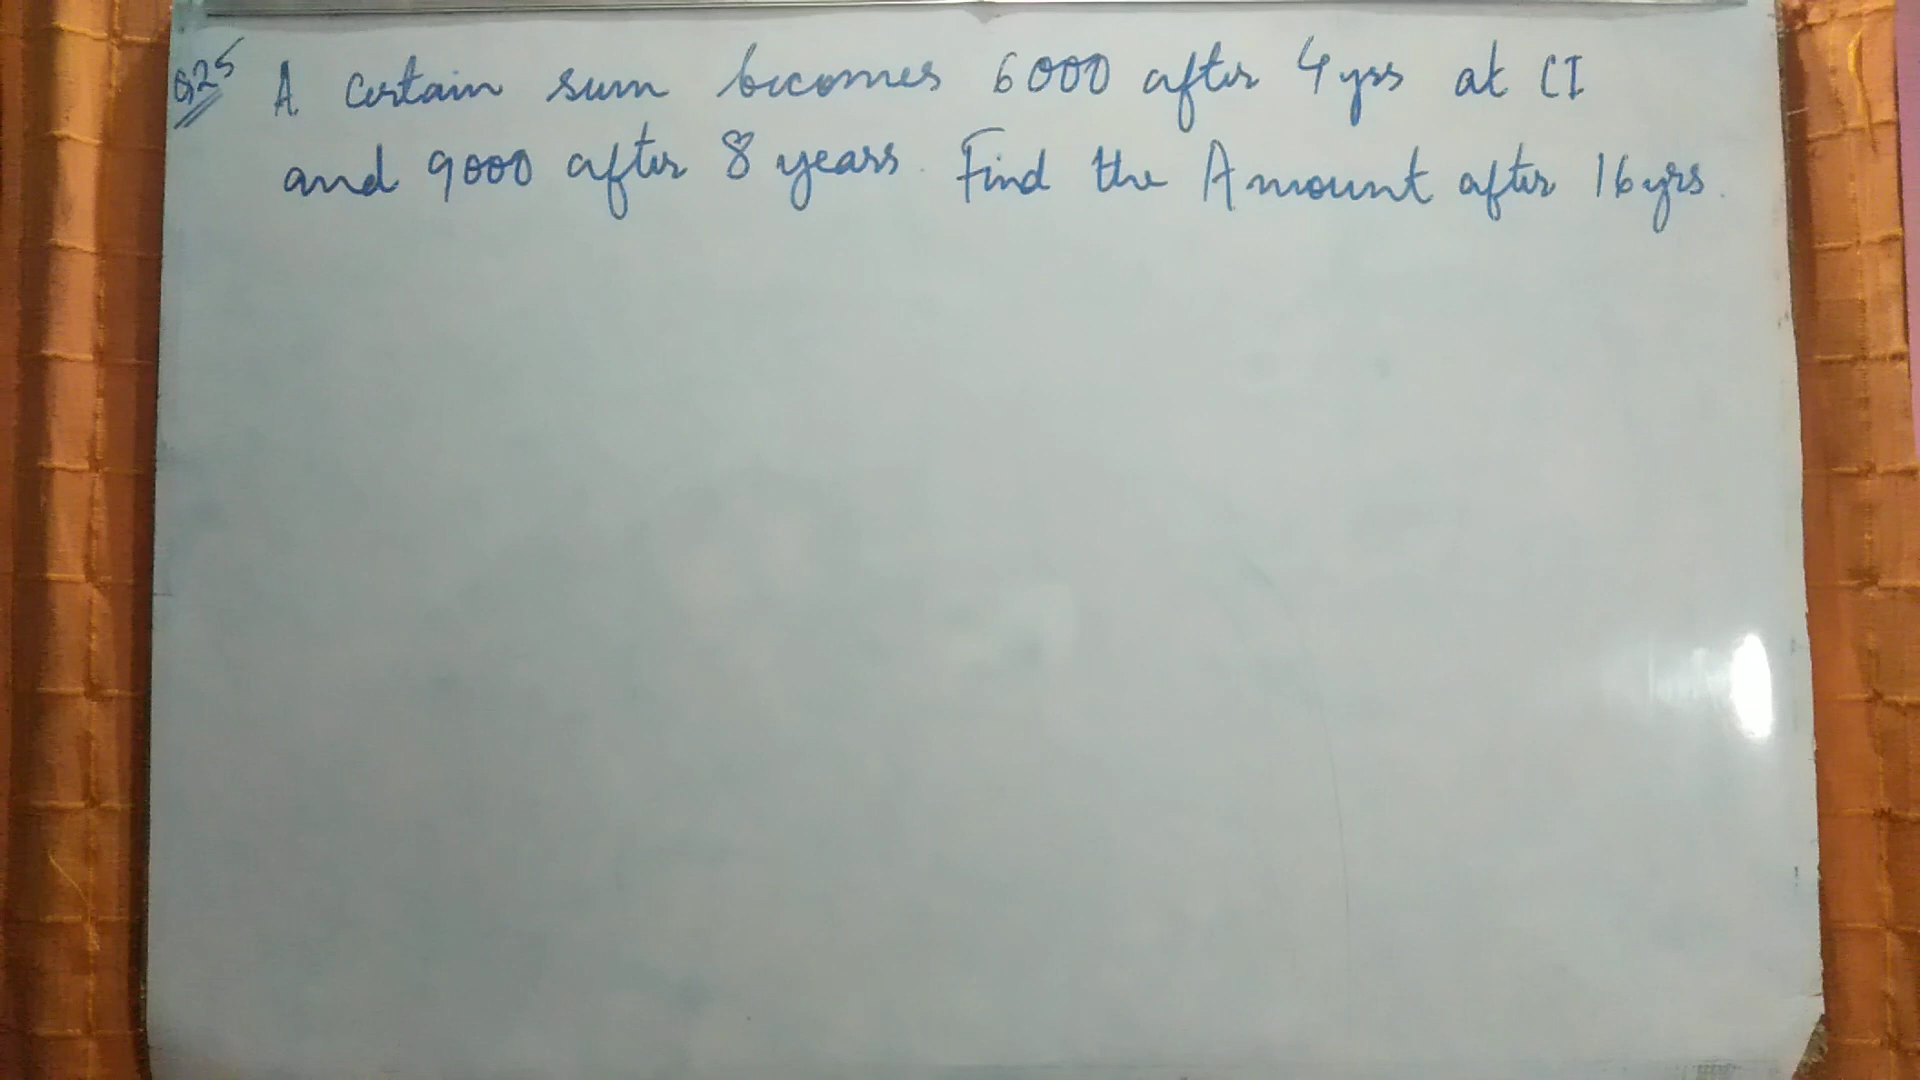 Q25 A certain sum becomes 6000 after 4 yrs at CI
and 9000 after 8 years. Find the Amount after 16 yrs.